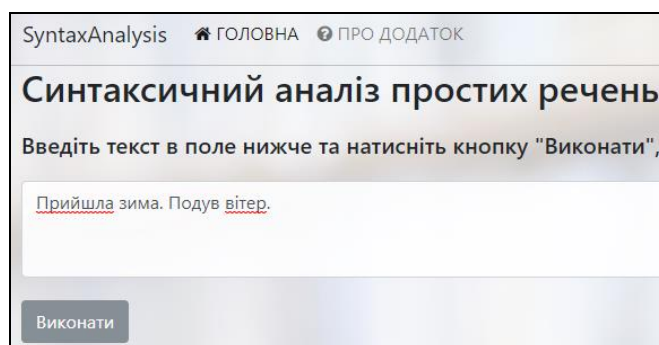 SyntaxAnalysis ГОЛОВНА ПРО ДОДАТОК
Синтаксичний аналіз простих речень
Введіть текст в поле нижче та натисніть кнопку "Виконати",
Прийшла зима. Подув вітер.
Виконати